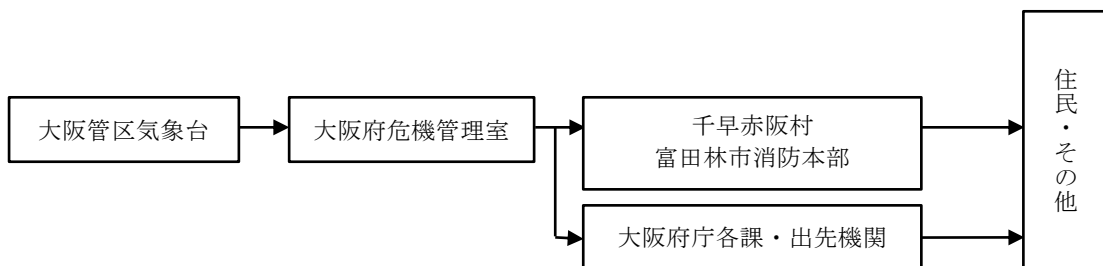 大阪管区気象台
大阪府危機管理室
千早赤阪村
富田林市消防本部
大阪府庁各課・出先機関
住民・その他